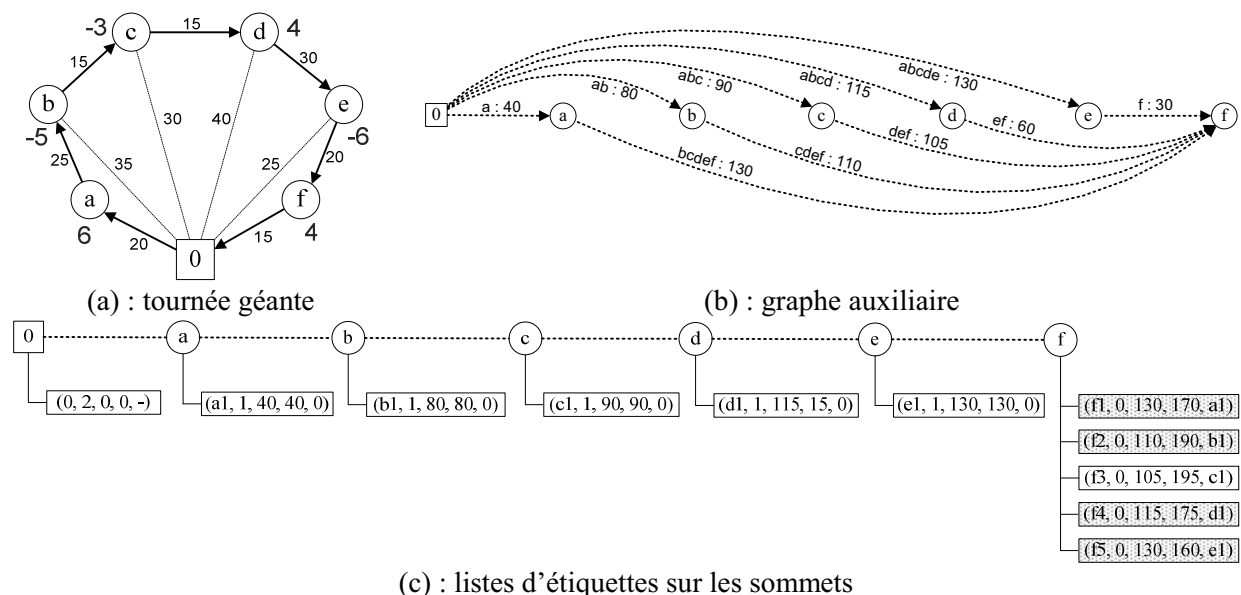 -3 c 15 d 4
15 30
b e
-5 30 40 -6
25 35 25 20
a f
6 20 0 15 4
(a) : tournée géante
abcde : 130
abcd : 115
abc : 90
ab : 80
0 a : 40 a b c d e f : 30 f
ef : 60
def : 105
cdef : 110
bcdef : 130
(b) : graphe auxiliaire
0 a b c d e f
(0, 2, 0, 0, -) (a1, 1, 40, 40, 0) (b1, 1, 80, 80, 0) (c1, 1, 90, 90, 0) (d1, 1, 115, 15, 0) (e1, 1, 130, 130, 0) (f1, 0, 130, 170, a1)
(f2, 0, 110, 190, b1)
(f3, 0, 105, 195, c1)
(f4, 0, 115, 175, d1)
(f5, 0, 130, 160, e1)
(c) : listes d'étiquettes sur les sommets